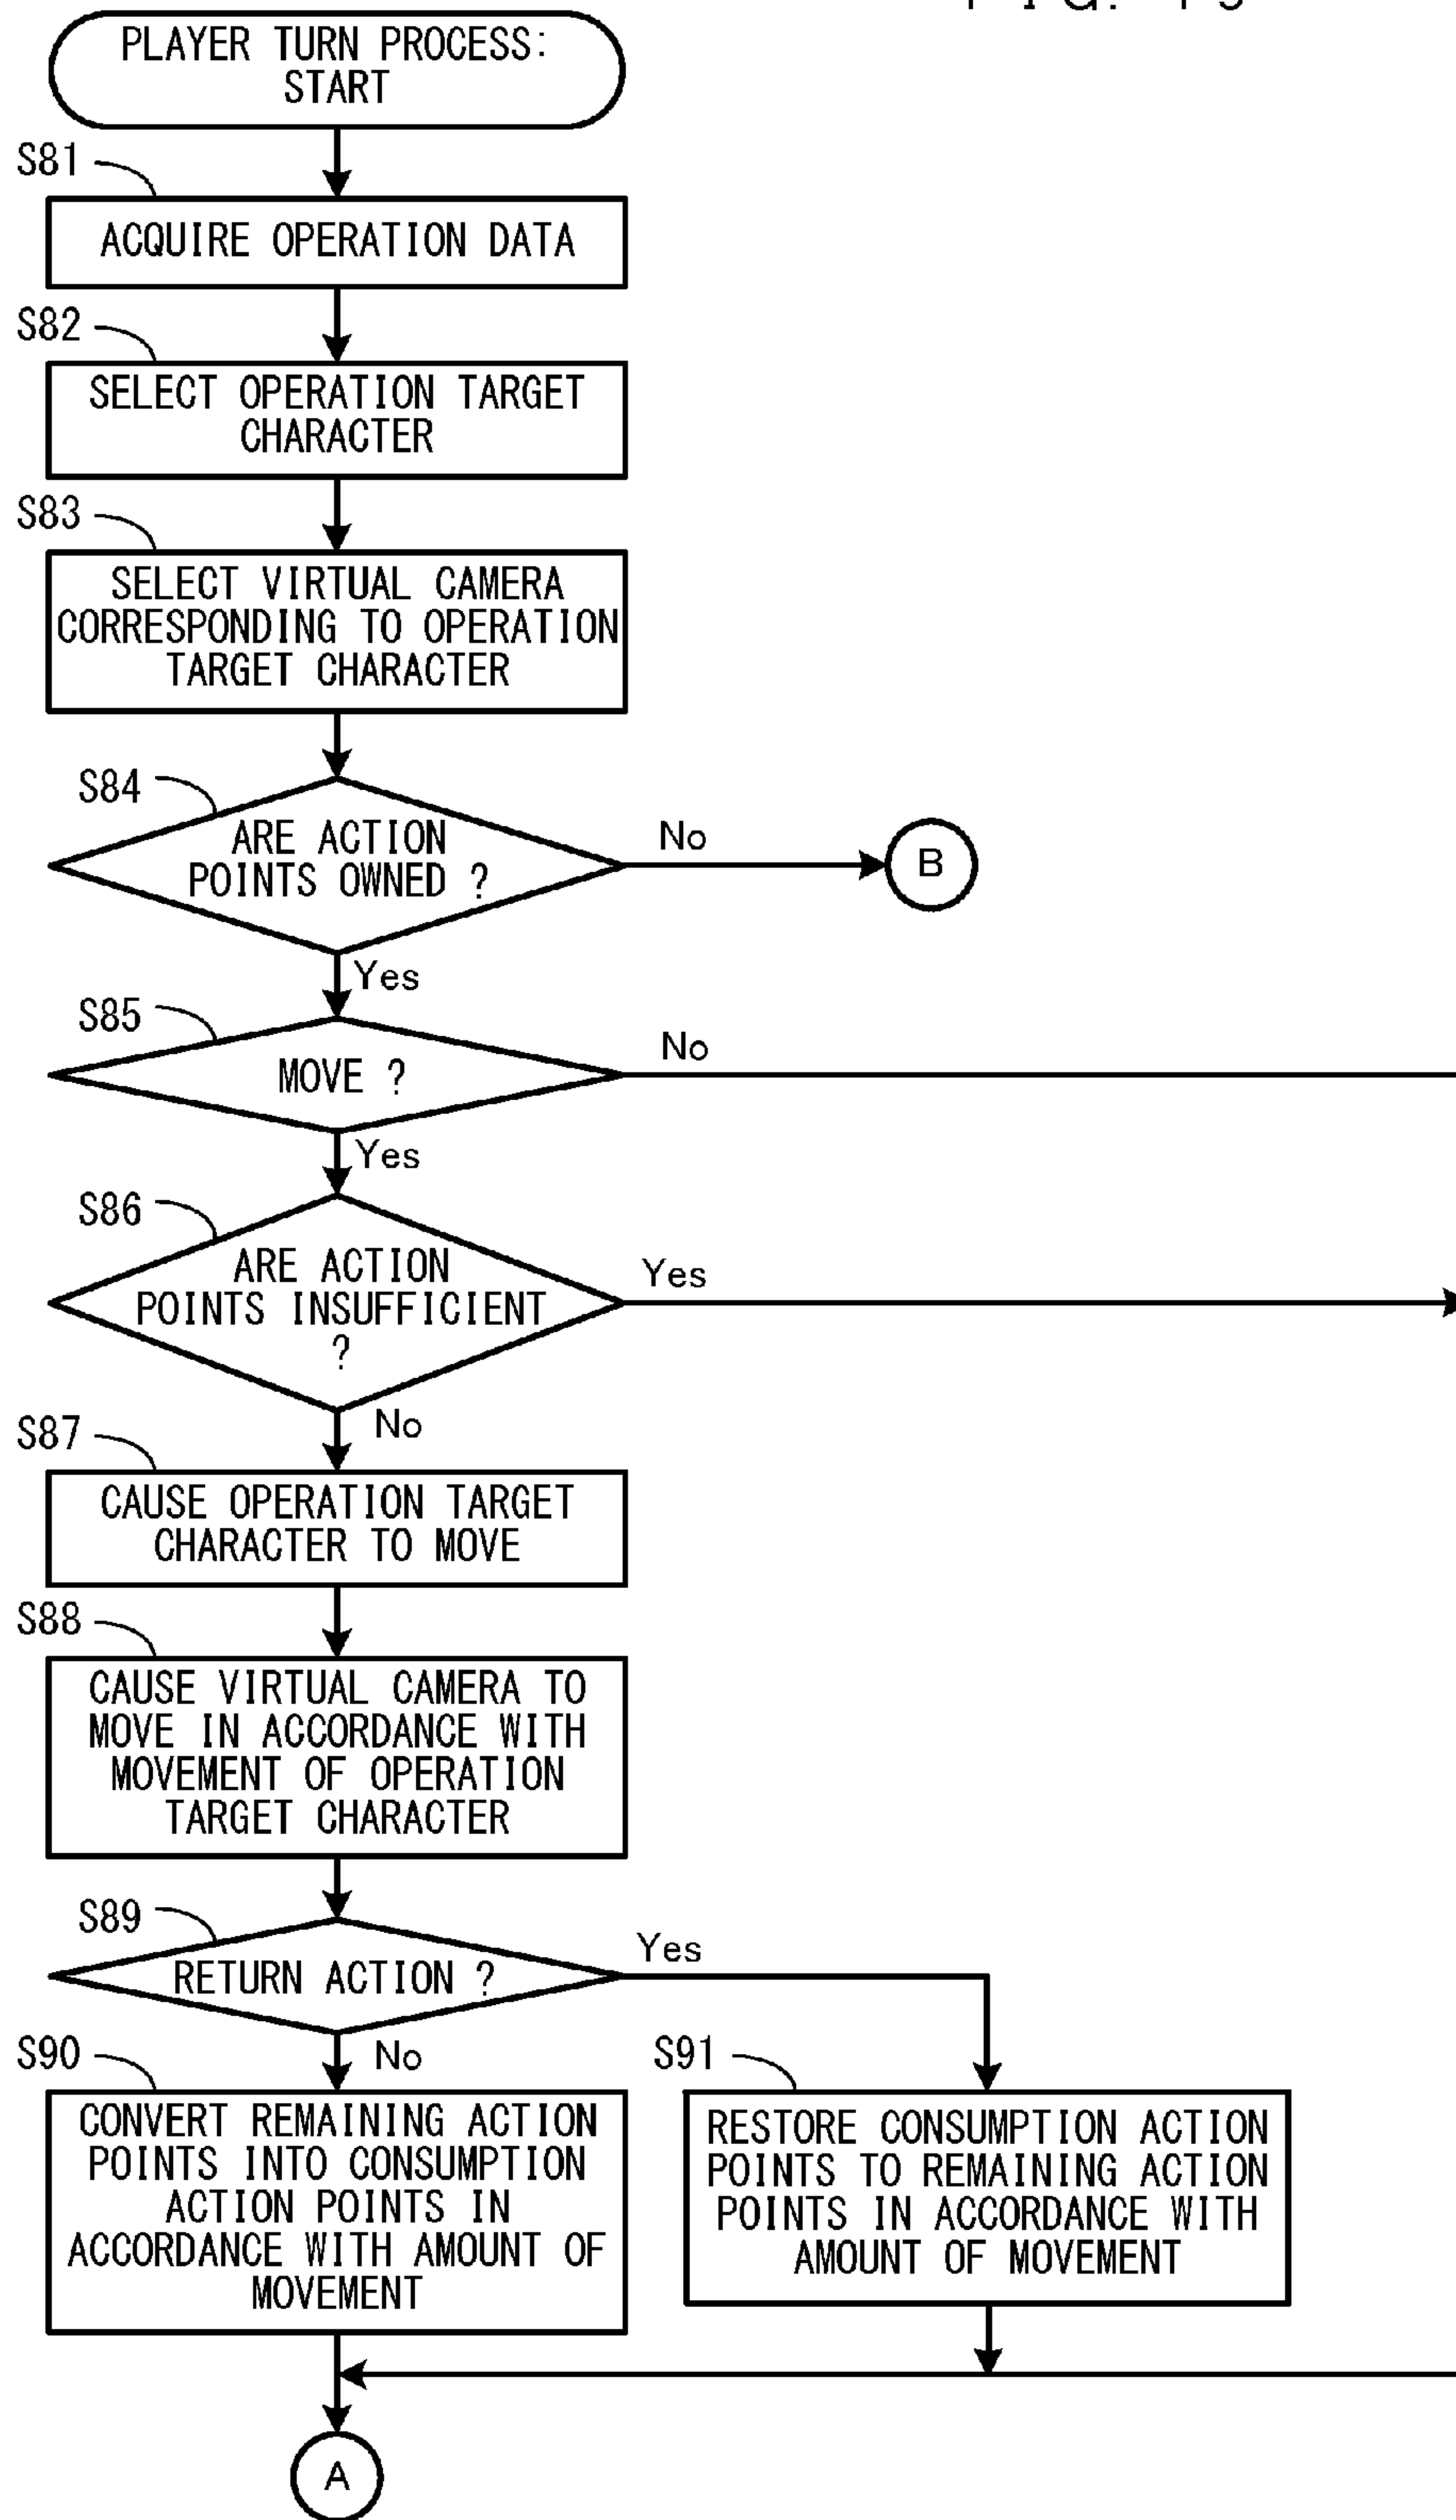 PLAYER TURN PROCESS:
START
S81
ACQUIRE OPERATION DATA
S82
SELECT OPERATION TARGET
CHARACTER
S83
SELECT VIRTUAL CAMERA
CORRESPONDING TO OPERATION
TARGET CHARACTER
S84
ARE ACTION
POINTS OWNED ?
No
B
Yes
S85
MOVE ?
No
Yes
S86
ARE ACTION
POINTS INSUFFICIENT
?
Yes
No
S87
CAUSE OPERATION TARGET
CHARACTER TO MOVE
S88
CAUSE VIRTUAL CAMERA TO
MOVE IN ACCORDANCE WITH
MOVEMENT OF OPERATION
TARGET CHARACTER
S89
RETURN ACTION ?
Yes
No
S90
CONVERT REMAINING ACTION
POINTS INTO CONSUMPTION
ACTION POINTS IN
ACCORDANCE WITH AMOUNT OF
MOVEMENT
S91
RESTORE CONSUMPTION ACTION
POINTS TO REMAINING ACTION
POINTS IN ACCORDANCE WITH
AMOUNT OF MOVEMENT
A